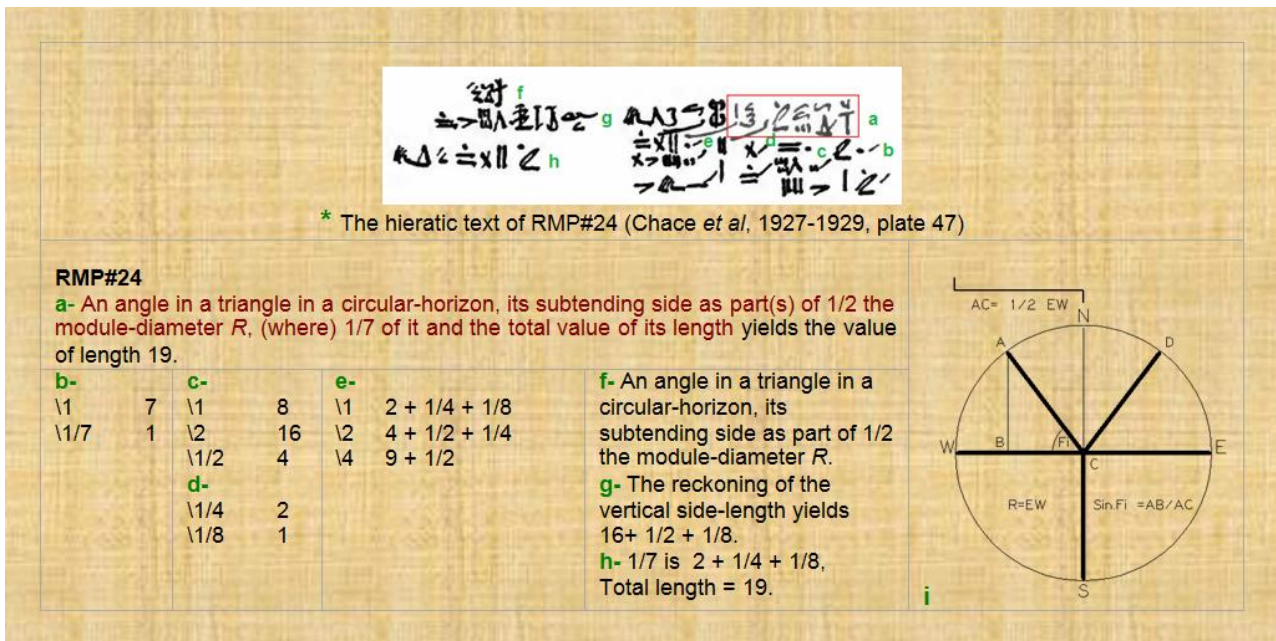 f
g
a
e
d
c
b
h
* The hieratic text of RMP#24 (Chace et al, 1927-1929, plate 47)
RMP#24
a- An angle in a triangle in a circular-horizon, its subtending side as part(s) of 1/2 the
module-diameter R, (where) 1/7 of it and the total value of its length yields the value
of length 19.
b-
\1 7
\1/7 1
c-
\1 8
\2 16
\1/2 4
d-
\1/4 2
\1/8 1
e-
\1 2 + 1/4 + 1/8
\2 4 + 1/2 + 1/4
\4 9 + 1/2
f- An angle in a triangle in a
circular-horizon, its
subtending side as part of 1/2
the module-diameter R.
g- The reckoning of the
vertical side-length yields
16+ 1/2 + 1/8.
h- 1/7 is 2 + 1/4 + 1/8,
Total length = 19.
AC= 1/2 EW
N
A
D
W
B
Fi
E
C
R=EW
Sin.Fi =AB/AC
S
i